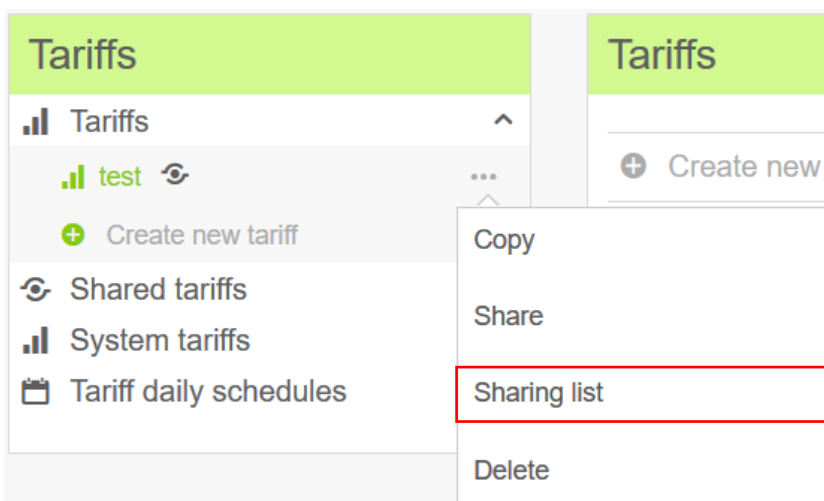 Tariffs
Tariffs
test
Create new tariff
Shared tariffs
System tariffs
Tariff daily schedules
Tariffs
Create new
Copy
Share
Sharing list
Delete